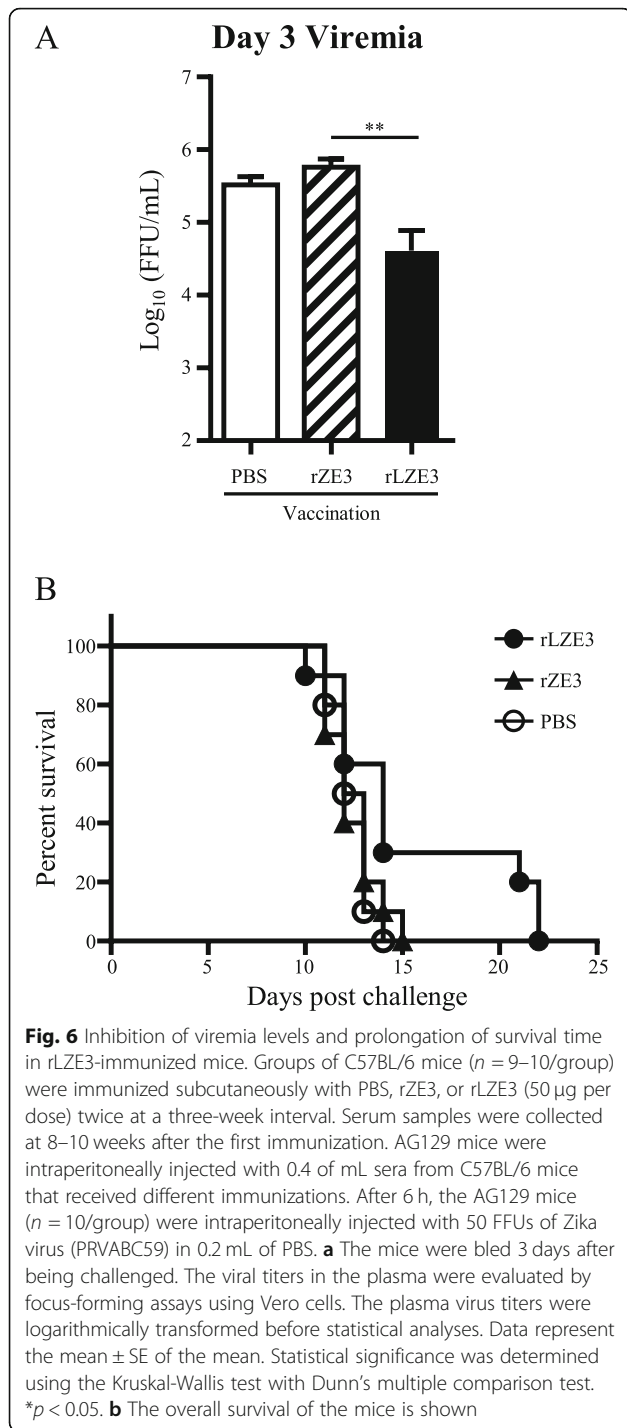 A
Day 3 Viremia
7
6
5
4
3
2
Log₁₀ (FFU/mL)
**
PBS rZE3 rLZE3
Vaccination
B
100
80
60
40
20
0
Percent survival
rLZE3
rZE3
PBS
0 5 10 15 20 25
Days post challenge
Fig. 6 Inhibition of viremia levels and prolongation of survival time
in rLZE3-immunized mice. Groups of C57BL/6 mice (n = 9–10/group)
were immunized subcutaneously with PBS, rZE3, or rLZE3 (50 μg per
dose) twice at a three-week interval. Serum samples were collected
at 8–10 weeks after the first immunization. AG129 mice were
intraperitoneally injected with 0.4 of mL sera from C57BL/6 mice
that received different immunizations. After 6 h, the AG129 mice
(n = 10/group) were intraperitoneally injected with 50 FFUs of Zika
virus (PRVABC59) in 0.2 mL of PBS. a The mice were bled 3 days after
being challenged. The viral titers in the plasma were evaluated by
focus-forming assays using Vero cells. The plasma virus titers were
logarithmically transformed before statistical analyses. Data represent
the mean ± SE of the mean. Statistical significance was determined
using the Kruskal-Wallis test with Dunn's multiple comparison test.
*p < 0.05. b The overall survival of the mice is shown